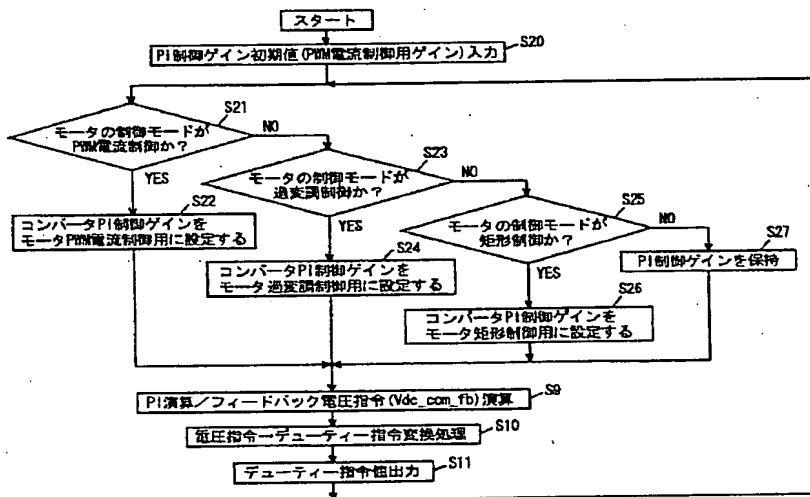 スタート
S20
PI制御ゲイン初期値(PWM電流制御用ゲイン)入力
S21
モータの制御モードが
PWM電流制御か？
NO
YES
S23
モータの制御モードが
過変調制御か？
NO
YES
S22
コンバータPI制御ゲインを
モータPWM電流制御用に設定する
S25
モータの制御モードが
矩形制御か？
NO
YES
S24
コンバータPI制御ゲインを
モータ過変調制御用に設定する
S27
PI制御ゲインを保持
S26
コンバータPI制御ゲインを
モータ矩形制御用に設定する
S9
PI演算／フィードバック電圧指令(Vdc_com_fb)演算
S10
電圧指令→デューティー指令変換処理
S11
デューティー指令値出力